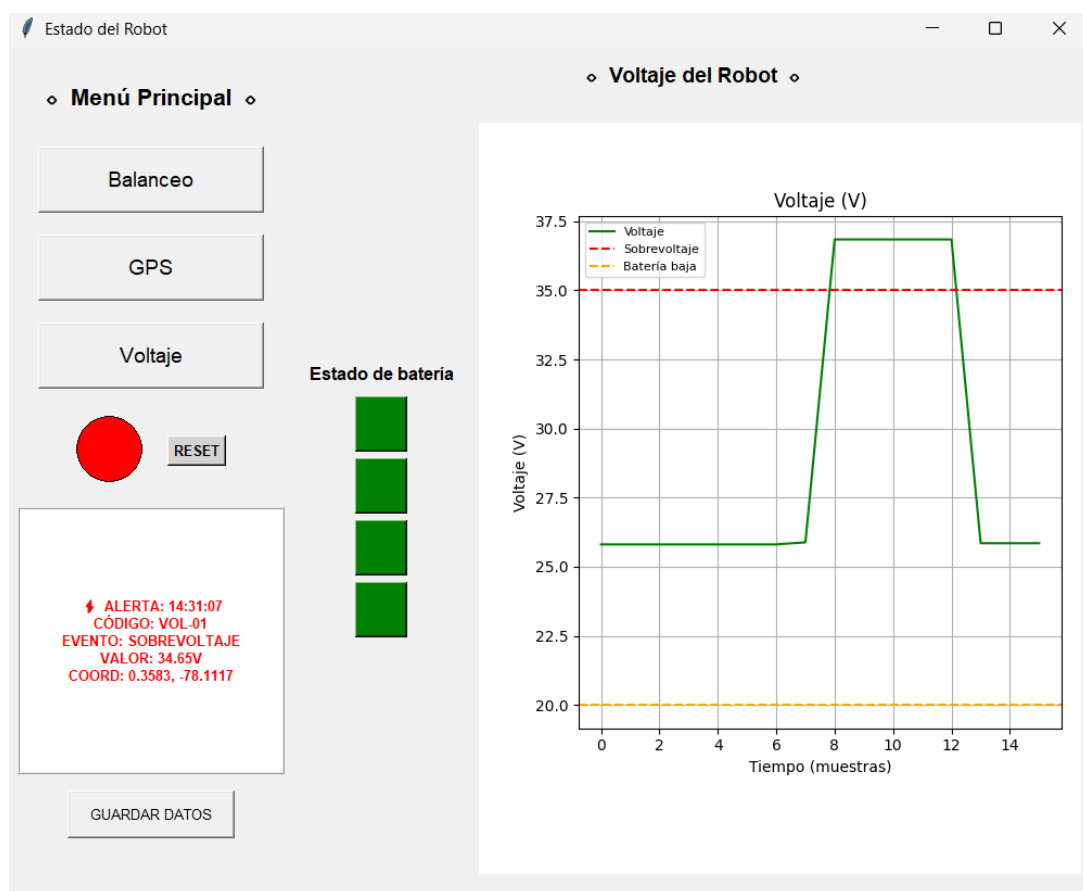 Estado del Robot
⋄ Menú Principal ⋄
Balanceo
GPS
Voltaje
RESET
⚡ ALERTA: 14:31:07
CÓDIGO: VOL-01
EVENTO: SOBREVOLTAJE
VALOR: 34.65V
COORD: 0.3583, -78.1117
GUARDAR DATOS
Estado de batería
⋄ Voltaje del Robot ⋄
Voltaje (V)
Voltaje
Sobrevoltaje
Batería baja
37.5
35.0
32.5
30.0
27.5
25.0
22.5
20.0
Voltaje (V)
0 2 4 6 8 10 12 14
Tiempo (muestras)